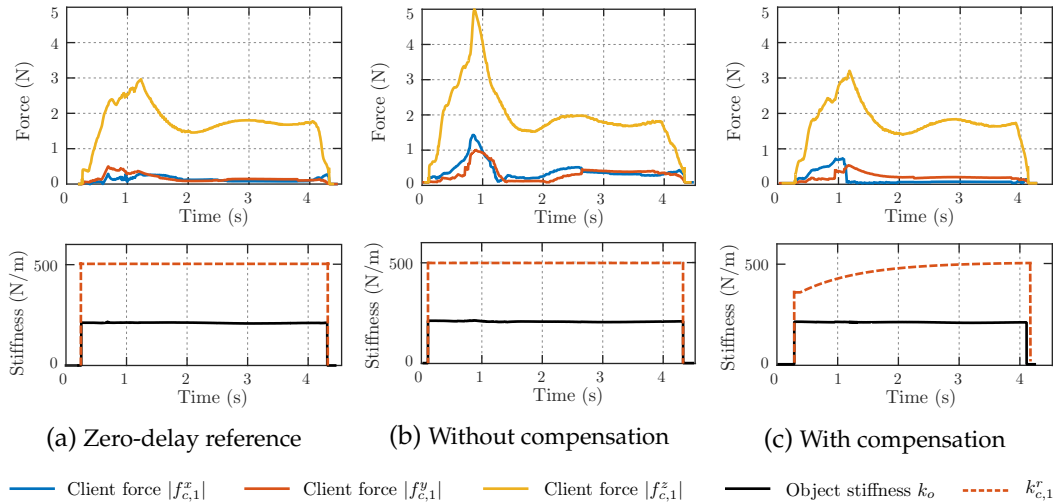 5
4
3
2
1
0
Force (N)
0 1 2 3 4
Time (s)
5
4
3
2
1
0
Force (N)
0 1 2 3 4
Time (s)
5
4
3
2
1
0
Force (N)
0 1 2 3 4
Time (s)
500
0
Stiffness (N/m)
0 1 2 3 4
Time (s)
500
0
Stiffness (N/m)
0 1 2 3 4
Time (s)
500
0
Stiffness (N/m)
0 1 2 3 4
Time (s)
(a) Zero-delay reference
(b) Without compensation
(c) With compensation
Client force $|f_{c,1}^x|$
Client force $|f_{c,1}^y|$
Client force $|f_{c,1}^z|$
Object stiffness $k_o$
$k_{c,1}^r$